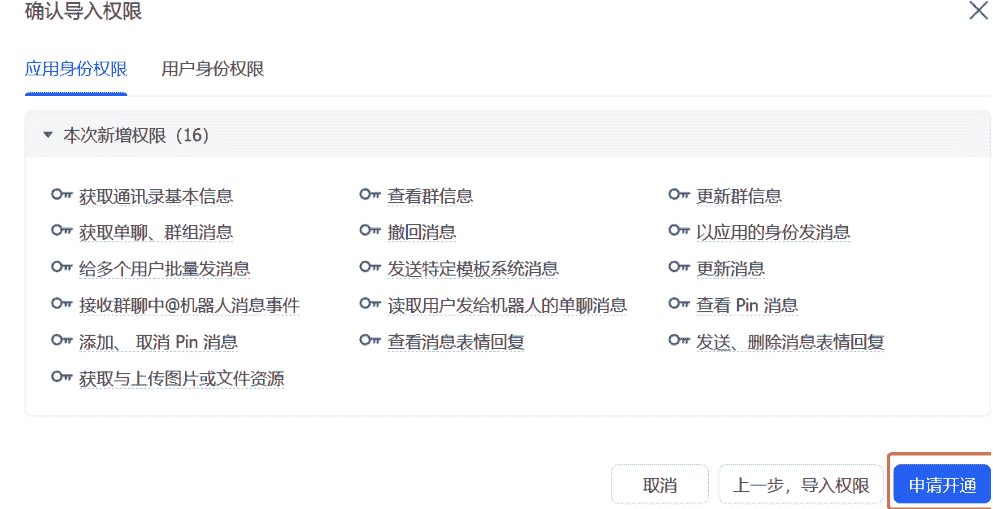 确认导入权限
应用身份权限 用户身份权限
本次新增权限（16）
获取通讯录基本信息 查看群信息 更新群信息
获取单聊、群组消息 撤回消息 以应用的身份发消息
给多个用户批量发消息 发送特定模板系统消息 更新消息
接收群聊中@机器人消息事件 读取用户发给机器人的单聊消息 查看 Pin 消息
添加、 取消 Pin 消息 查看消息表情回复 发送、删除消息表情回复
获取与上传图片或文件资源
取消 上一步，导入权限 申请开通